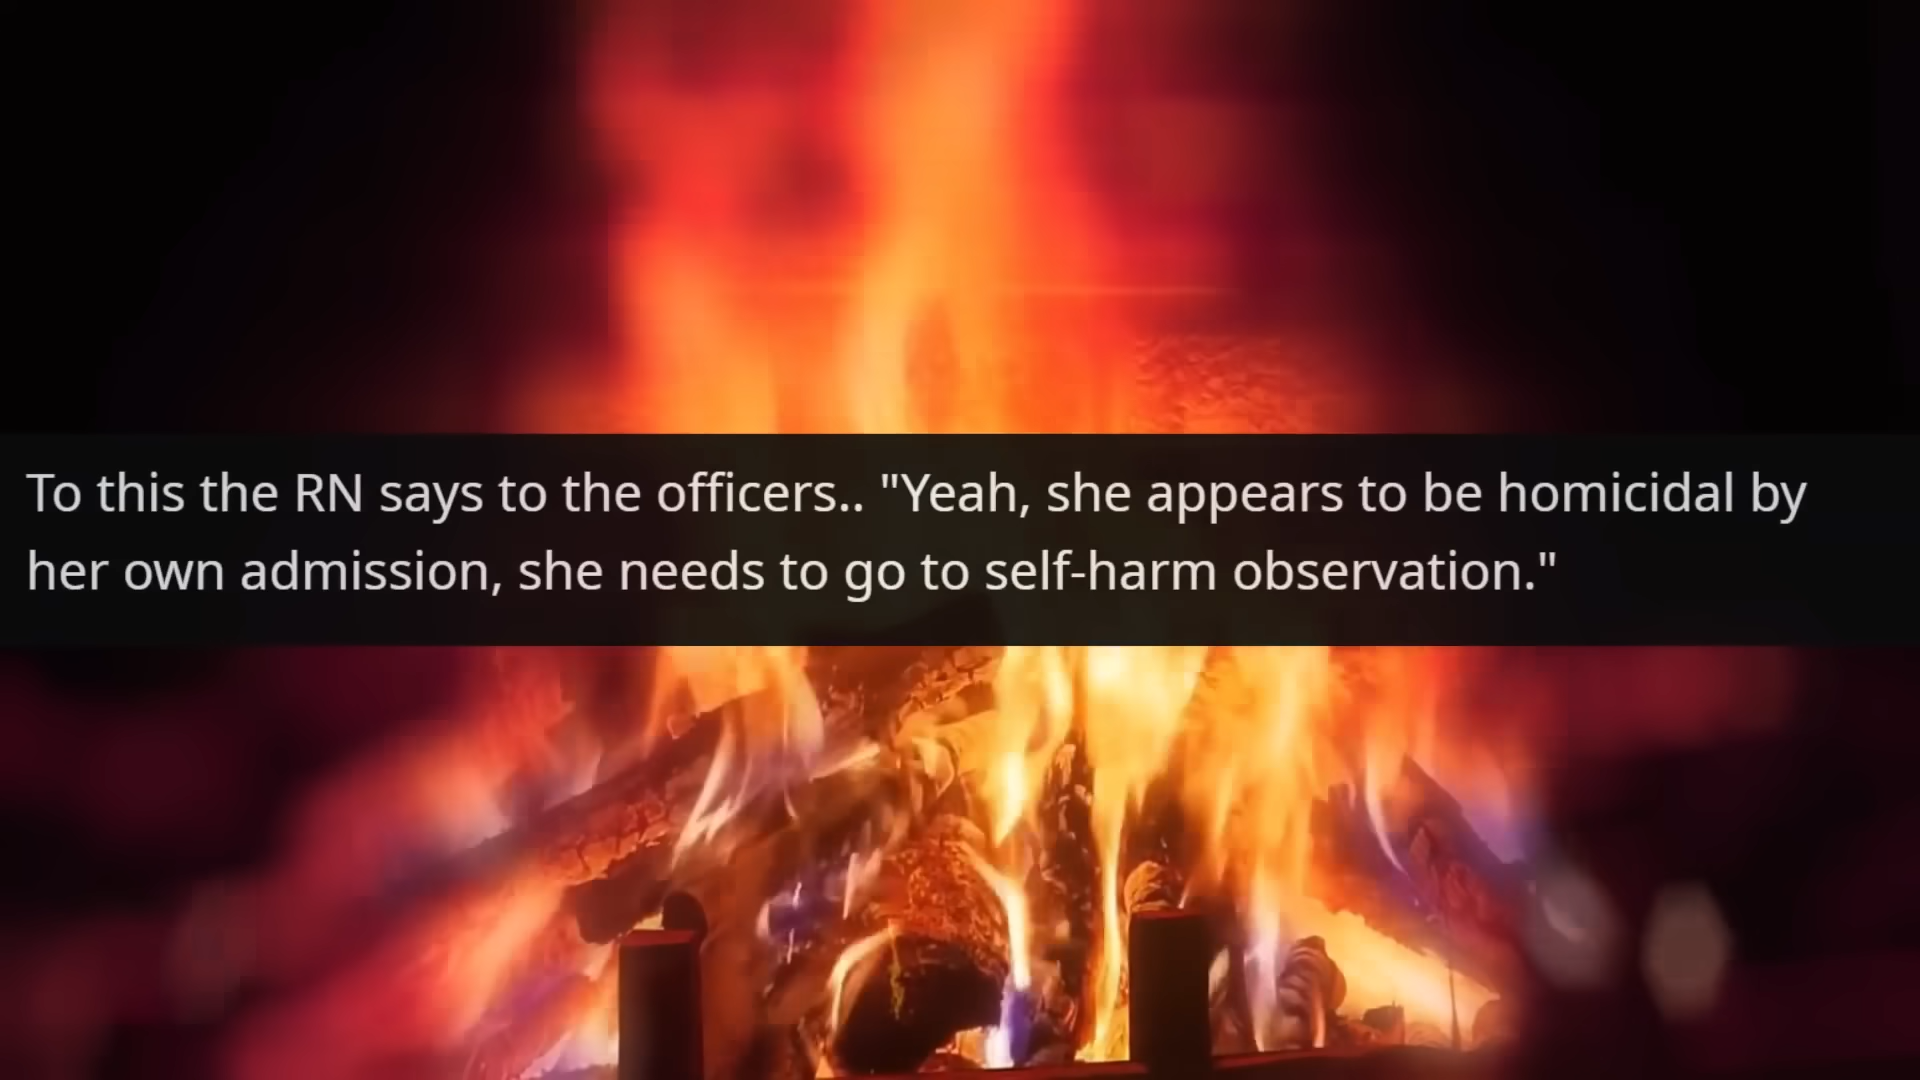 To this the RN says to the officers.. "Yeah, she appears to be homicidal by
her own admission, she needs to go to self-harm observation."